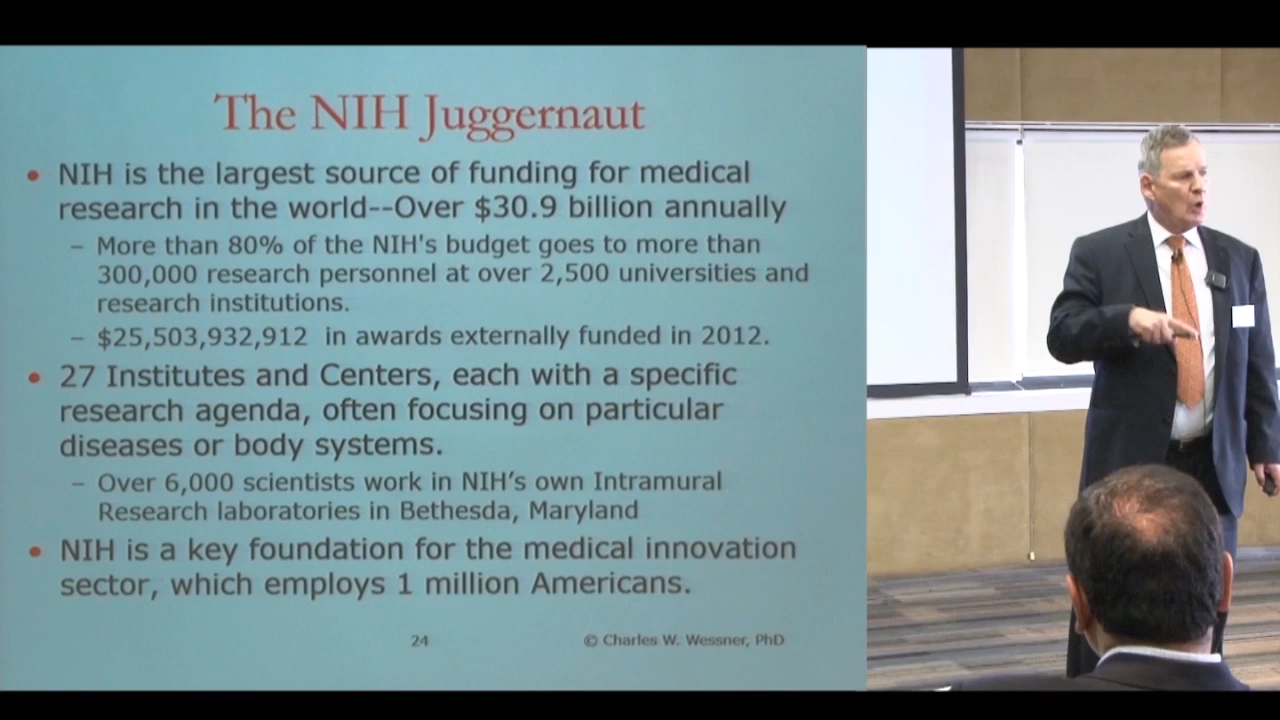 The NIH Juggernaut
• NIH is the largest source of funding for medical
research in the world--Over $30.9 billion annually
– More than 80% of the NIH's budget goes to more than
300,000 research personnel at over 2,500 universities and
research institutions.
– $25,503,932,912 in awards externally funded in 2012.
• 27 Institutes and Centers, each with a specific
research agenda, often focusing on particular
diseases or body systems.
– Over 6,000 scientists work in NIH’s own Intramural
Research laboratories in Bethesda, Maryland
• NIH is a key foundation for the medical innovation
sector, which employs 1 million Americans.
24
© Charles W. Wessner, PhD